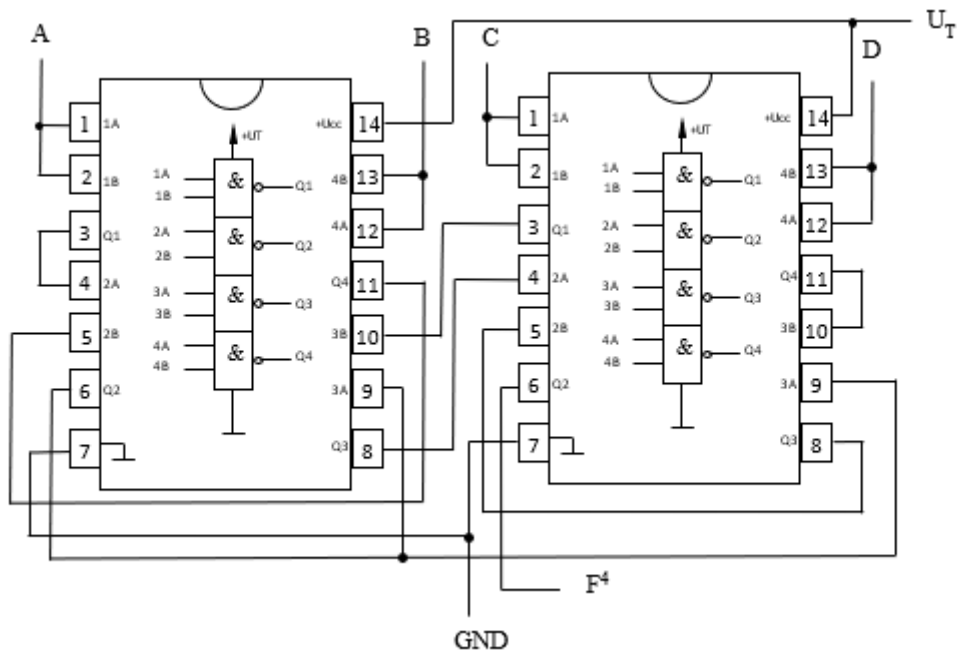 A B C D U_T
1 1A +Ucc 14
2 1B 4B 13
3 Q1 4A 12
4 2A Q4 11
5 2B 3B 10
6 Q2 3A 9
7 Q3 8
+UT
1A & Q1
1B
2A & Q2
2B
3A & Q3
3B
4A & Q4
4B
1 1A +Ucc 14
2 1B 4B 13
3 Q1 4A 12
4 2A Q4 11
5 2B 3B 10
6 Q2 3A 9
7 Q3 8
+UT
1A & Q1
1B
2A & Q2
2B
3A & Q3
3B
4A & Q4
4B
F⁴
GND